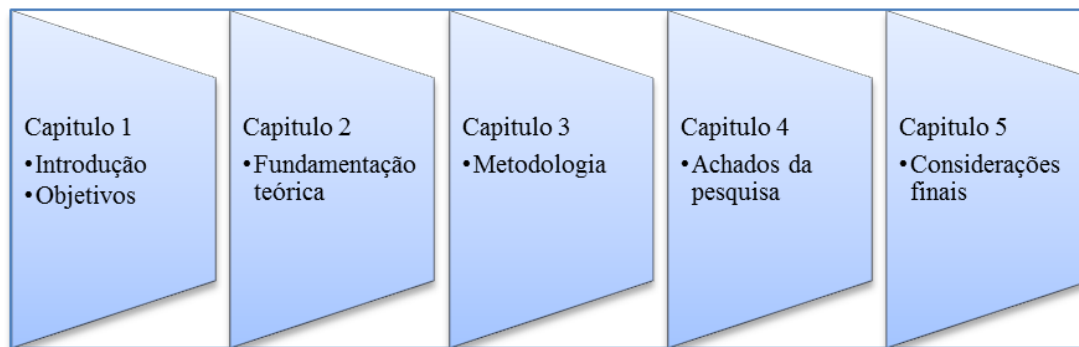 Capitulo 1
•Introdução
•Objetivos
Capitulo 2
•Fundamentação
teórica
Capitulo 3
•Metodologia
Capitulo 4
•Achados da
pesquisa
Capitulo 5
•Considerações
finais